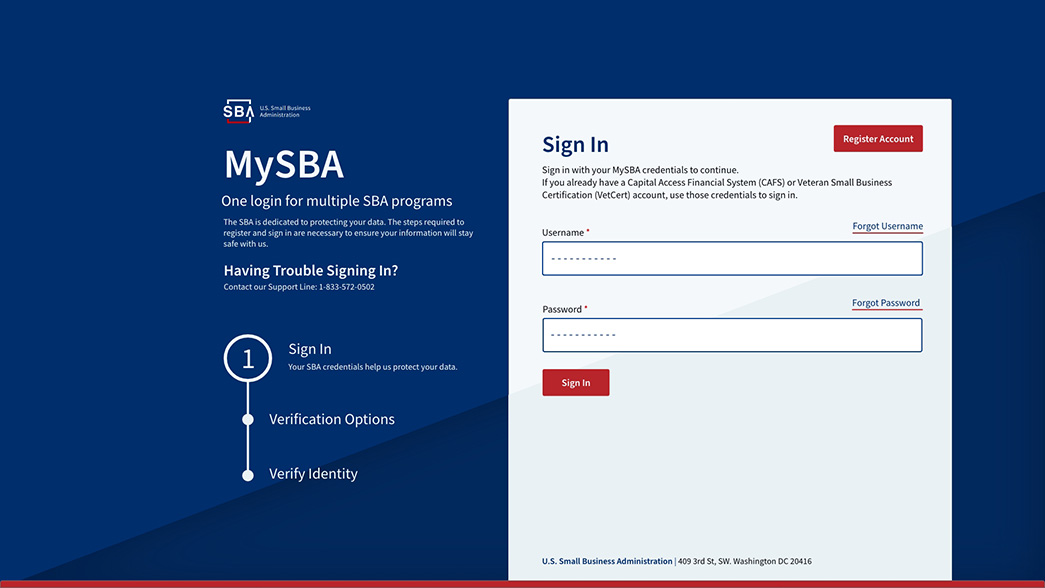 SBA
U.S. Small Business
Administration
MySBA
One login for multiple SBA programs
The SBA is dedicated to protecting your data. The steps required to
register and sign in are necessary to ensure your information will stay
safe with us.
Having Trouble Signing In?
Contact our Support Line: 1-833-572-0502
1
Sign In
Your SBA credentials help us protect your data.
Verification Options
Verify Identity
Sign In
Register Account
Sign in with your MySBA credentials to continue.
If you already have a Capital Access Financial System (CAFS) or Veteran Small Business
Certification (VetCert) account, use those credentials to sign in.
Forgot Username
Username *
- - - - - - - - - - -
Forgot Password
Password *
- - - - - - - - - - -
Sign In
U.S. Small Business Administration | 409 3rd St, SW. Washington DC 20416